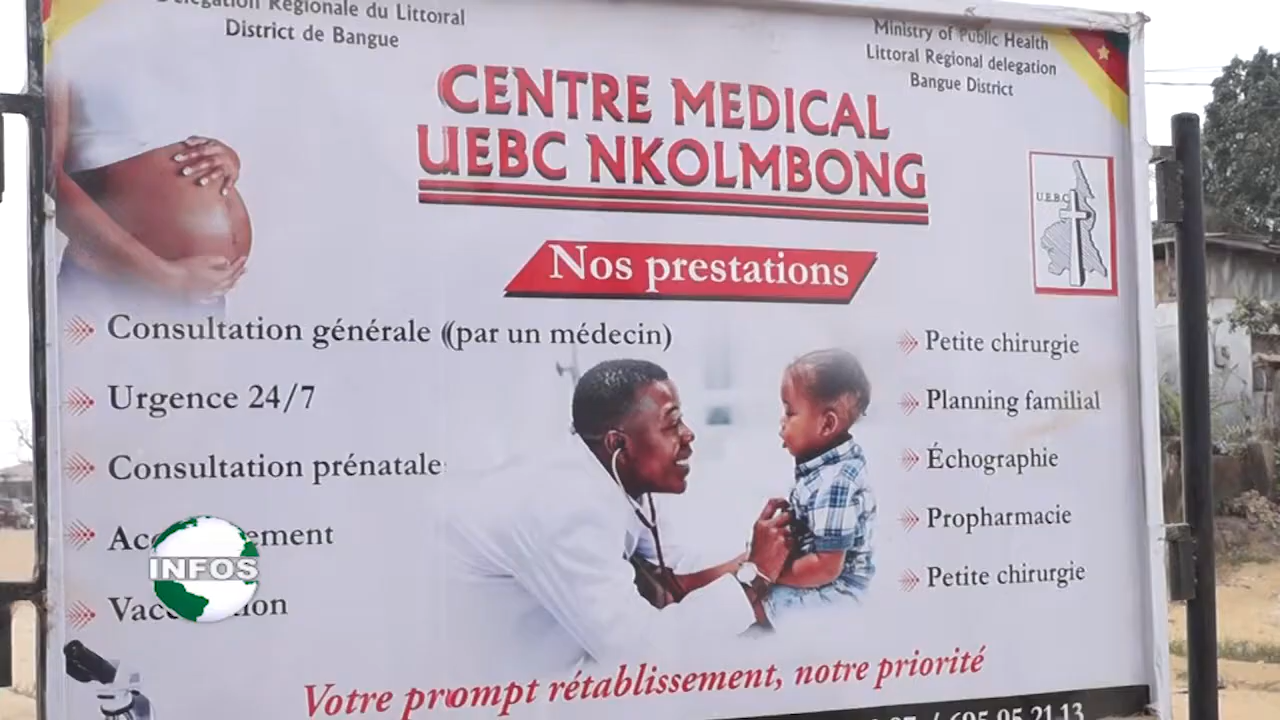 Delegation Regionale du Littoral
District de Bangue
Ministry of Public Health
Littoral Regional delegation
Bangue District
CENTRE MEDICAL
UEBC NKOLMBONG
U.E.B.C
Nos prestations
Consultation générale ((par un médecin)
Urgence 24/7
Consultation prénatale
Petite chirurgie
Planning familial
Échographie
Propharmacie
Petite chirurgie
INFOS
Votre prompt rétablissement, notre priorité
/ 695 05 21 13